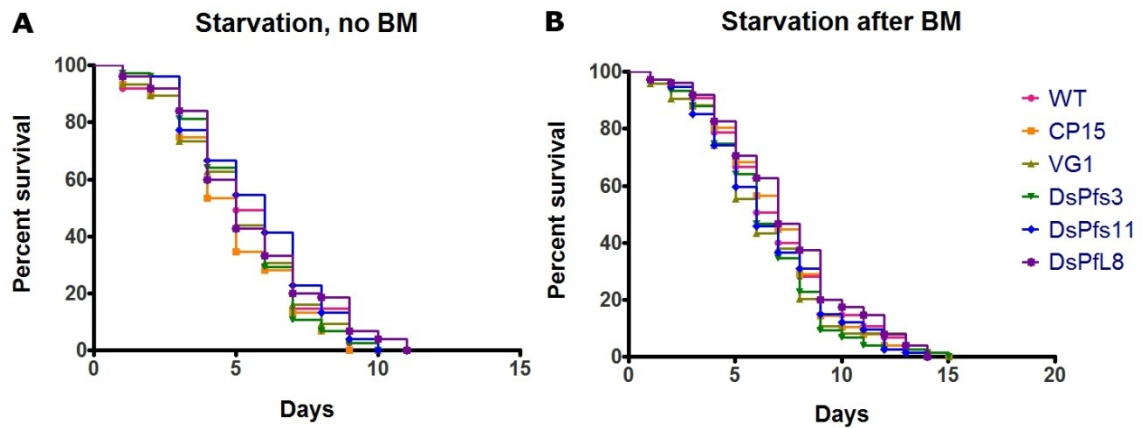 A
Starvation, no BM
Percent survival
100
80
60
40
20
0
0 5 10 15
Days
B
Starvation after BM
Percent survival
100
80
60
40
20
0
0 5 10 15 20
Days
WT
CP15
VG1
DsPfs3
DsPfs11
DsPfL8